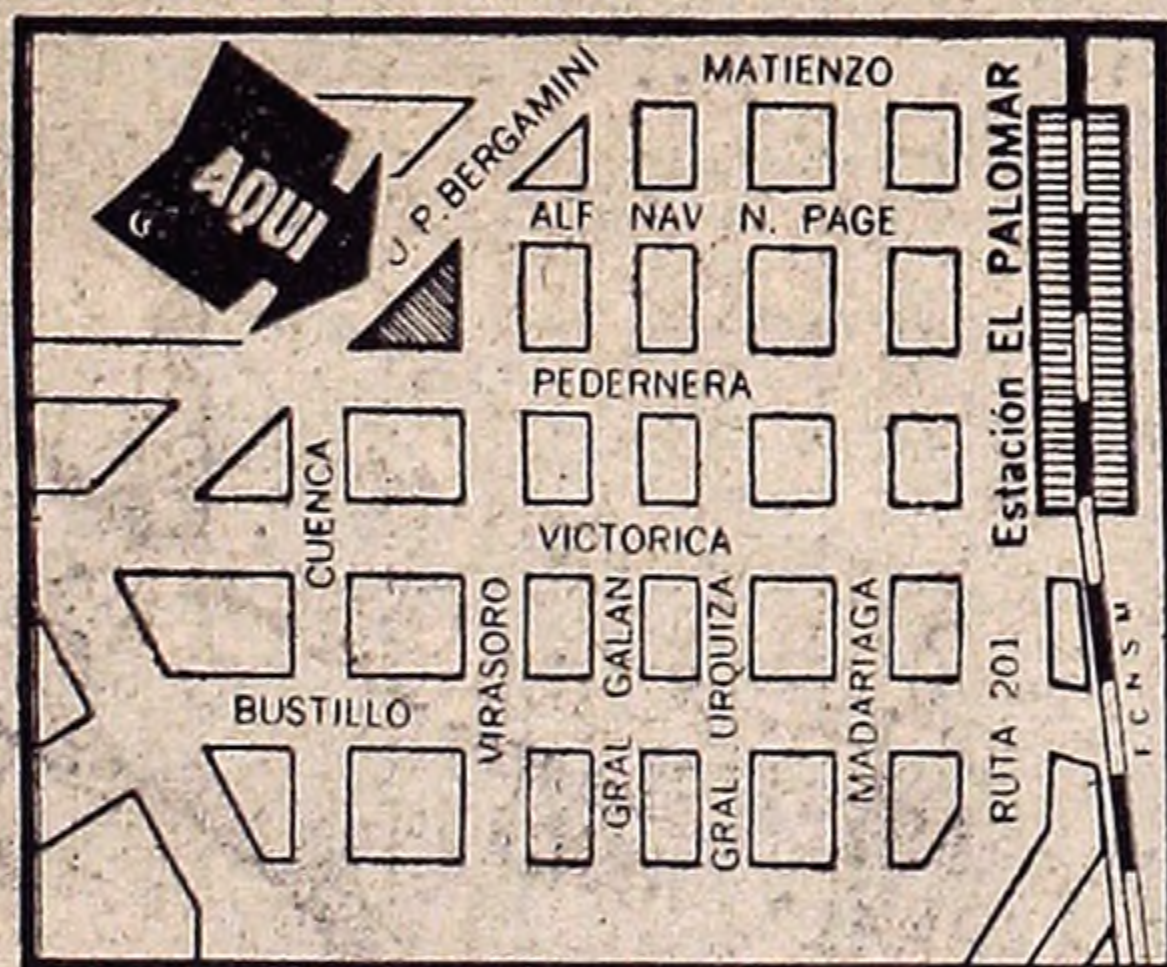 MATIENZO
AQUI
J. P. BERGAMINI
ALF NAV N. PAGE
Estación EL PALOMAR
PEDERNERA
CUENCA
VICTORICA
VIRASORO
GRAL GALAN
GRAL. URQUIZA
MADARIAGA
RUTA 201
BUSTILLO